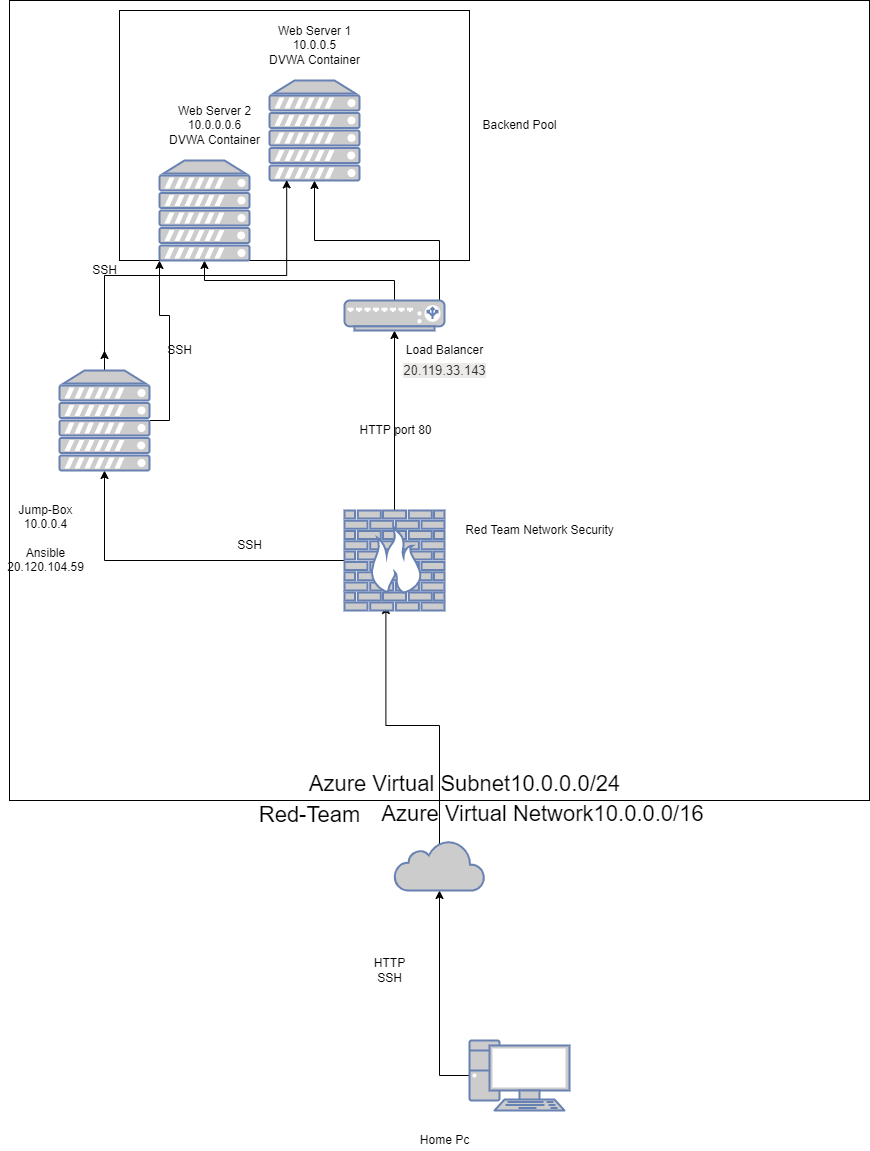 Web Server 1
10.0.0.5
DVWA Container
Web Server 2
10.0.0.0.6
DVWA Container
Backend Pool
SSH
SSH
Load Balancer
20.119.33.143
HTTP port 80
Jump-Box
10.0.0.4
Ansible
20.120.104.59
SSH
Red Team Network Security
Azure Virtual Subnet10.0.0.0/24
Red-Team Azure Virtual Network10.0.0.0/16
HTTP
SSH
Home Pc